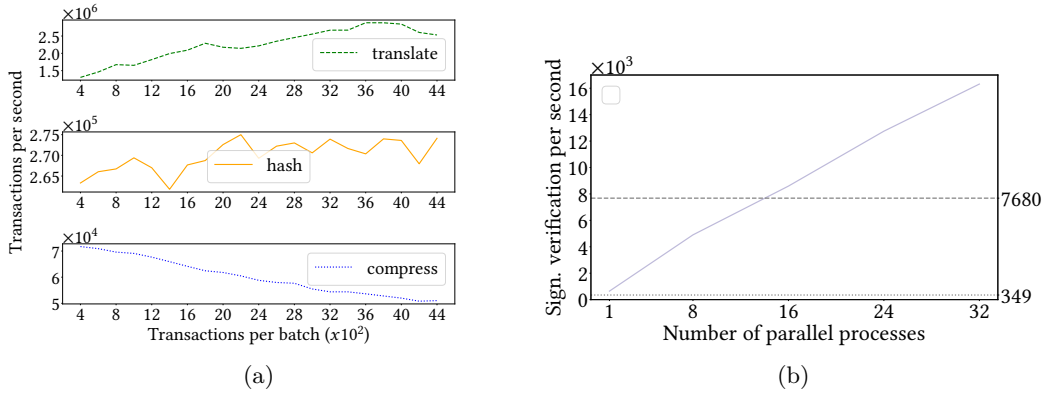 ×10⁶
2.5
2.0
1.5
translate
4 8 12 16 20 24 28 32 36 40 44
×10⁵
2.75
2.70
2.65
hash
4 8 12 16 20 24 28 32 36 40 44
×10⁴
7
6
5
compress
4 8 12 16 20 24 28 32 36 40 44
Transactions per second
Transactions per batch (x10²)
(a)
×10³
16
14
12
10
8
6
4
2
0
7680
349
1 8 16 24 32
Sign. verification per second
Number of parallel processes
(b)